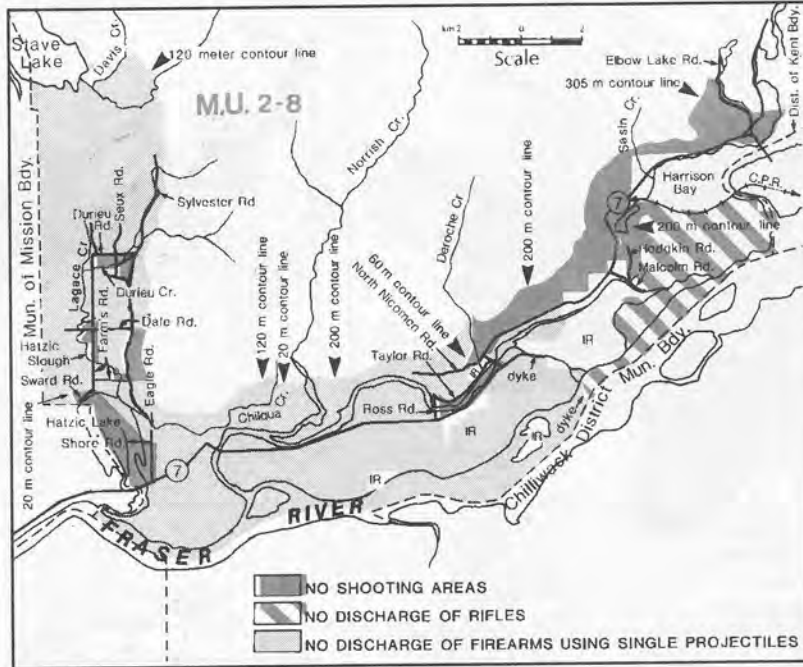 Slave
Lake
Davis Cr.
120 meter contour line
M.U. 2-8
km 2 0 2
Scale
Norrish Cr.
Elbow Lake Rd.
305 m contour line
Dist. of Kent Bdy.
Sasin Cr.
Harrison
Bay
C.P.R.
7
200 m contour line
Hodgkin Rd.
Malcolm Rd.
Mun. of Mission Bdy.
Durieu
Rd.
Seux Rd.
Sylvester Rd
Lagace Cr.
Durieu Cr.
Farm's Rd.
Dale Rd.
Hatzic
Slough
Sward Rd.
Eagle Rd.
20 m contour line
Hatzic Lake
Shore Rd.
120 m contour line
20 m contour line
200 m contour line
Deroche Cr
60 m contour line
North Nicomen Rd.
200 m contour line
Taylor Rd.
IR
dyke
Ross Rd.
Chilqua
Cr.
IR
IR
IR
IR
dyke
Chilliwack District Mun. Bdy.
7
FRASER
RIVER
NO SHOOTING AREAS
NO DISCHARGE OF RIFLES
NO DISCHARGE OF FIREARMS USING SINGLE PROJECTILES